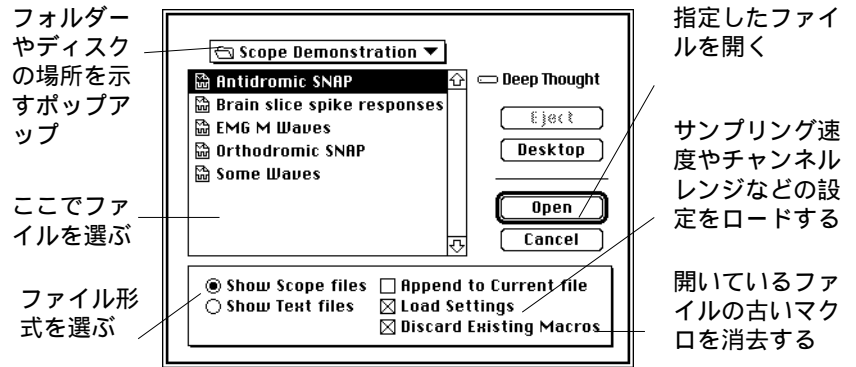 フォルダー
やディスク
の場所を示
すポップア
ップ
ここでファ
イルを選ぶ
ファイル形
式を選ぶ
Scope Demonstration
Antidromic SNAP
Brain slice spike responses
EMG M Waves
Orthodromic SNAP
Some Waves
Deep Thought
Eject
Desktop
Open
Cancel
Show Scope files
Show Text files
Append to Current file
Load Settings
Discard Existing Macros
指定したファイ
ルを開く
サンプリング速
度やチャンネル
レンジなどの設
定をロードする
開いているファ
イルの古いマク
ロを消去する